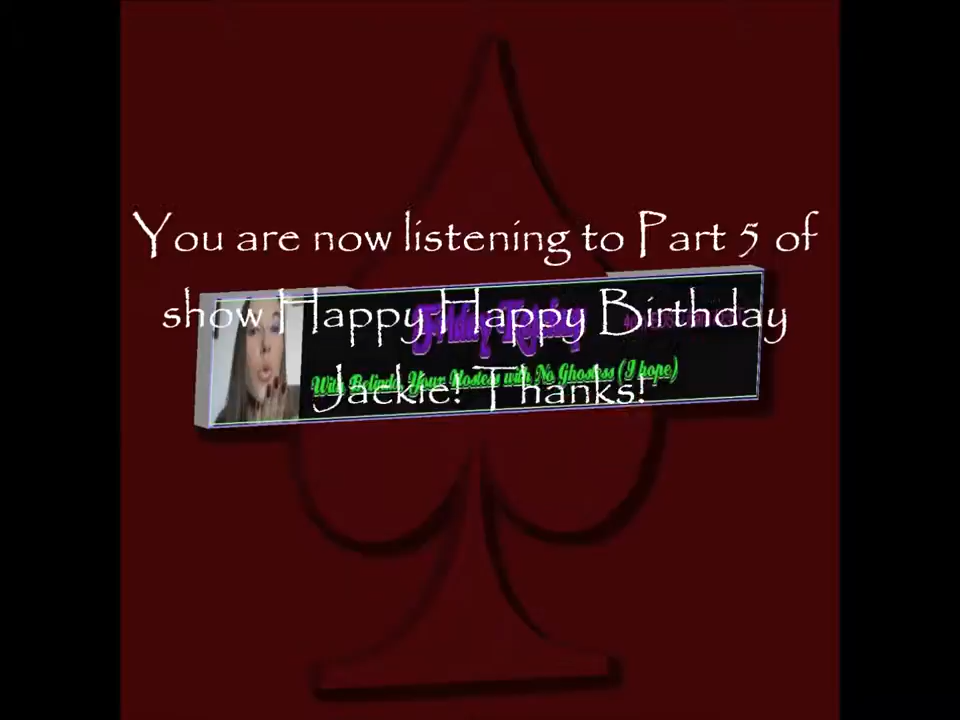 You are now listening to Part 5 of
show Happy Happy Birthday
Jackie! Thanks!
With Belinda, Your Hostess with No Ghostess (I hope)